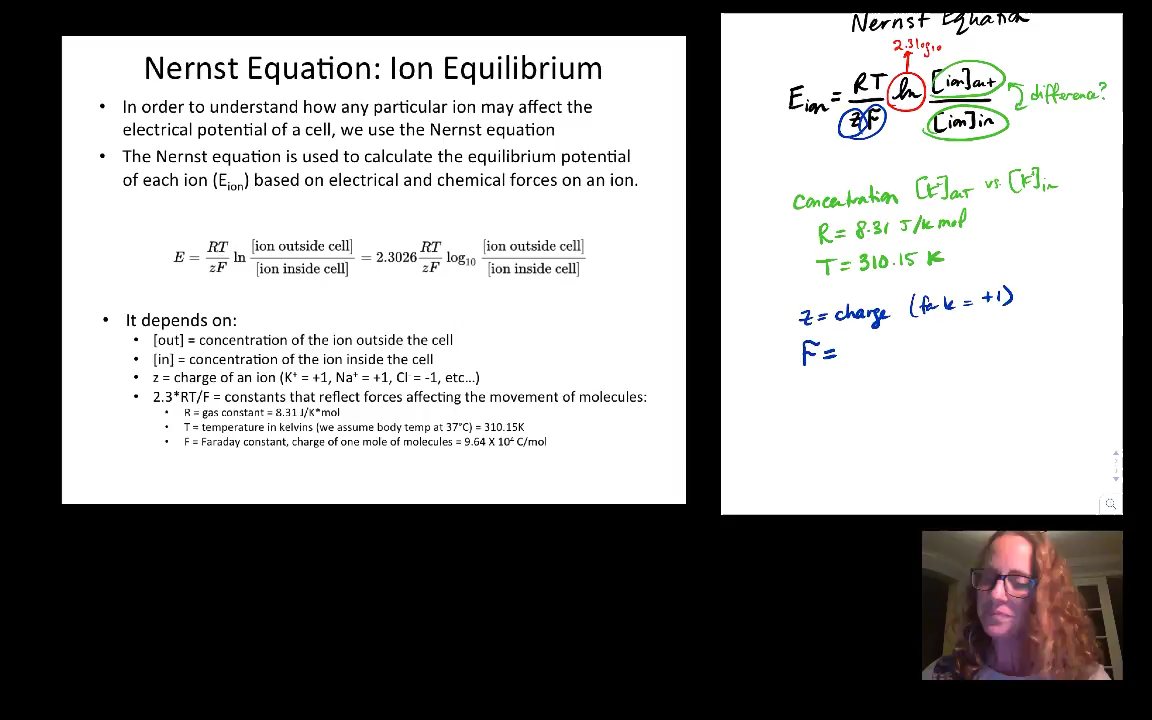 Nernst Equation: Ion Equilibrium
• In order to understand how any particular ion may affect the
electrical potential of a cell, we use the Nernst equation
• The Nernst equation is used to calculate the equilibrium potential
of each ion (Eion) based on electrical and chemical forces on an ion.
E = RT/zF ln [ion outside cell]/[ion inside cell] = 2.3026 RT/zF log10 [ion outside cell]/[ion inside cell]
• It depends on:
• [out] = concentration of the ion outside the cell
• [in] = concentration of the ion inside the cell
• z = charge of an ion (K+ = +1, Na+ = +1, Cl- = -1, etc…)
• 2.3*RT/F = constants that reflect forces affecting the movement of molecules:
• R = gas constant = 8.31 J/K*mol
• T = temperature in kelvins (we assume body temp at 37°C) = 310.15K
• F = Faraday constant, charge of one mole of molecules = 9.64 X 10⁴ C/mol
Nernst Equation
2.3log10
Eion = RT/zF ln [ion]out/[ion]in difference?
Concentration [K+]out vs. [K+]in
R = 8.31 J/K mol
T = 310.15 K
z = charge (for K = +1)
F =